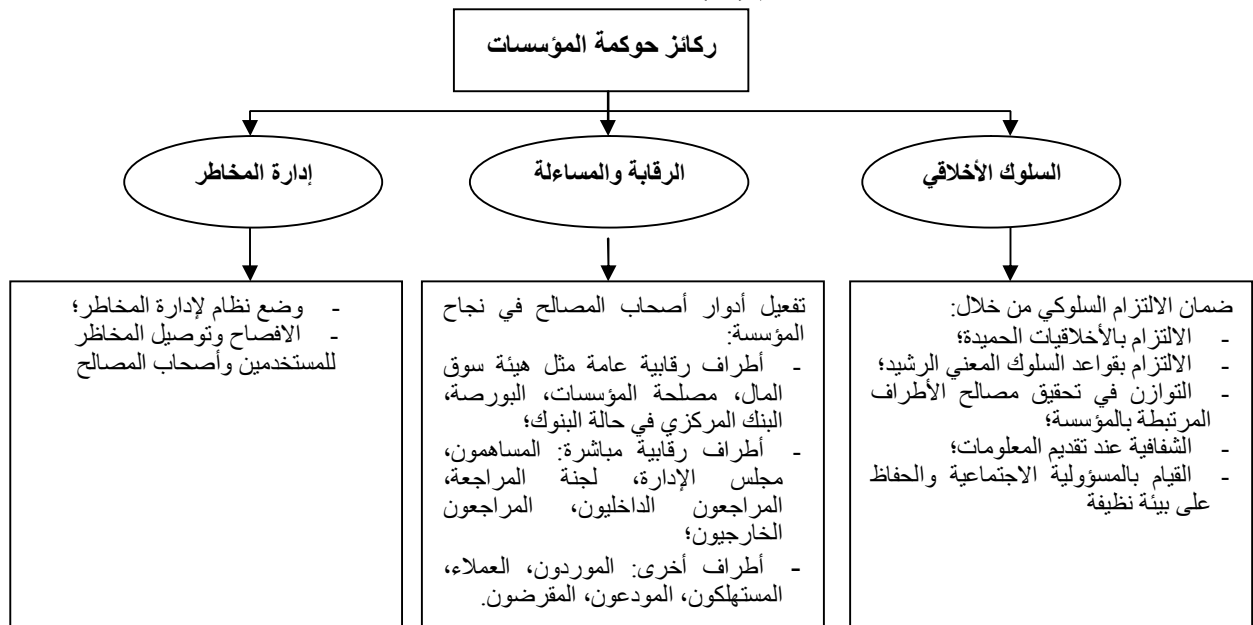 ركائز حوكمة المؤسسات
السلوك الأخلاقي
الرقابة والمساءلة
إدارة المخاطر
ضمان الالتزام السلوكي من خلال:
- الالتزام بالأخلاقيات الحميدة؛
- الالتزام بقواعد السلوك المعني الرشيد؛
- التوازن في تحقيق مصالح الأطراف
المرتبطة بالمؤسسة؛
- الشفافية عند تقديم المعلومات؛
- القيام بالمسؤولية الاجتماعية والحفاظ
على بيئة نظيفة
تفعيل أدوار أصحاب المصالح في نجاح
المؤسسة:
- أطراف رقابية عامة مثل هيئة سوق
المال، مصلحة المؤسسات، البورصة،
البنك المركزي في حالة البنوك؛
- أطراف رقابية مباشرة: المساهمون،
مجلس الإدارة، لجنة المراجعة،
المراجعون الداخليون، المراجعون
الخارجيون؛
- أطراف أخرى: الموردون، العملاء،
المستهلكون، المودعون، المقرضون.
- وضع نظام لإدارة المخاطر؛
- الافصاح وتوصيل المخاظر
للمستخدمين وأصحاب المصالح